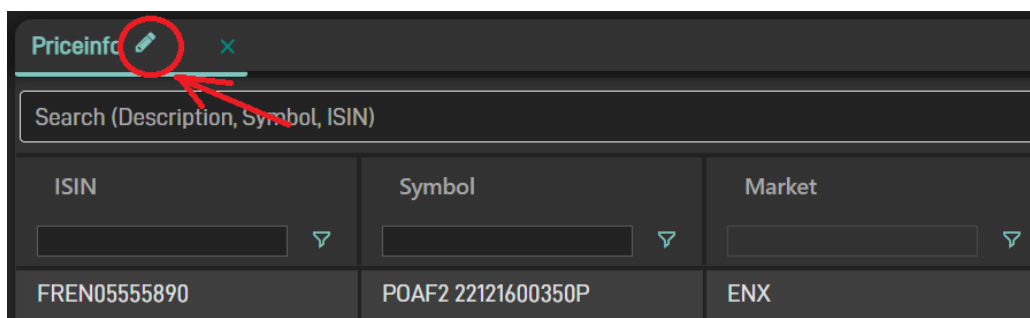 Priceinfo
Search (Description, Symbol, ISIN)
ISIN Symbol Market
FREN05555890 POAF2 22121600350P ENX